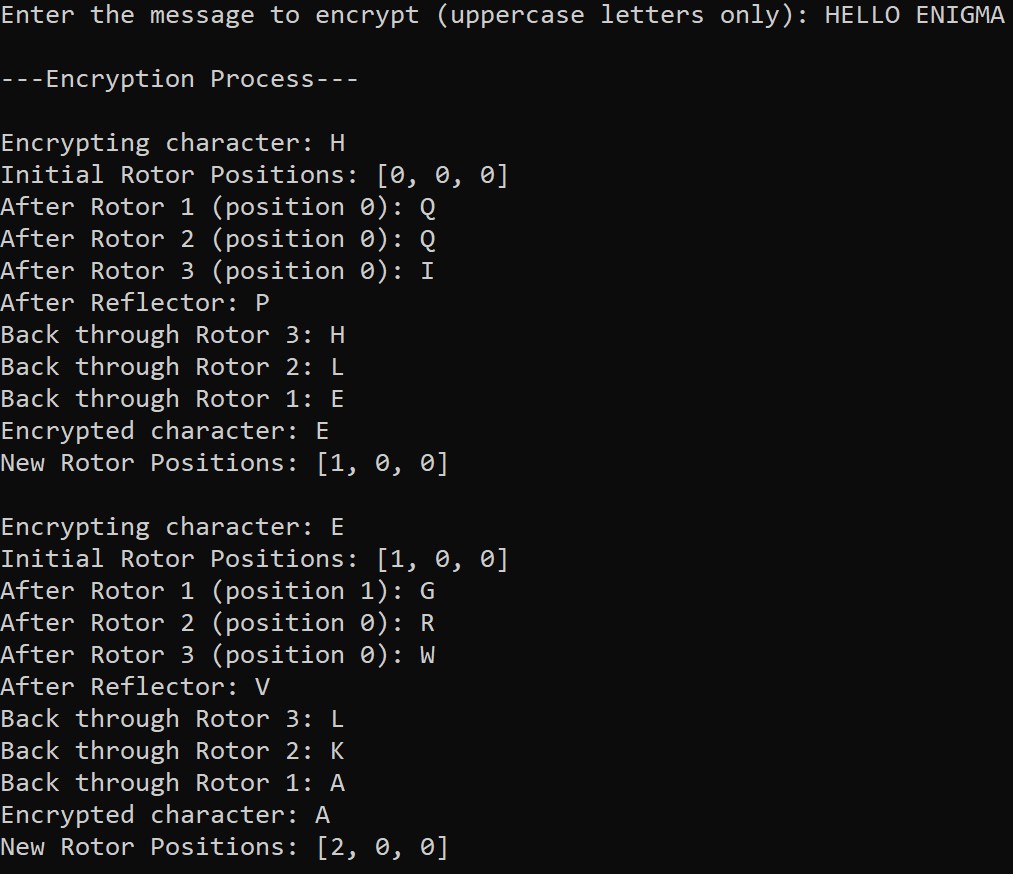 Enter the message to encrypt (uppercase letters only): HELLO ENIGMA
---Encryption Process---
Encrypting character: H
Initial Rotor Positions: [0, 0, 0]
After Rotor 1 (position 0): Q
After Rotor 2 (position 0): Q
After Rotor 3 (position 0): I
After Reflector: P
Back through Rotor 3: H
Back through Rotor 2: L
Back through Rotor 1: E
Encrypted character: E
New Rotor Positions: [1, 0, 0]
Encrypting character: E
Initial Rotor Positions: [1, 0, 0]
After Rotor 1 (position 1): G
After Rotor 2 (position 0): R
After Rotor 3 (position 0): W
After Reflector: V
Back through Rotor 3: L
Back through Rotor 2: K
Back through Rotor 1: A
Encrypted character: A
New Rotor Positions: [2, 0, 0]